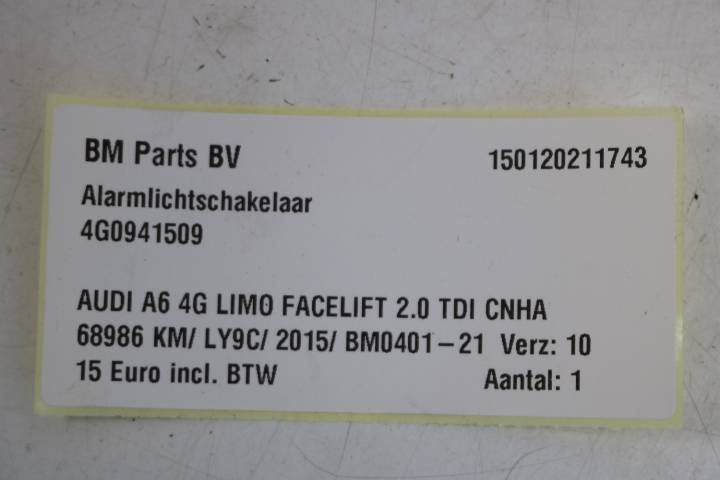 BM Parts BV 150120211743
Alarmlichtschakelaar
4G0941509
AUDI A6 4G LIMO FACELIFT 2.0 TDI CNHA
68986 KM/ LY9C/ 2015/ BM0401-21 Verz: 10
15 Euro incl. BTW Aantal: 1